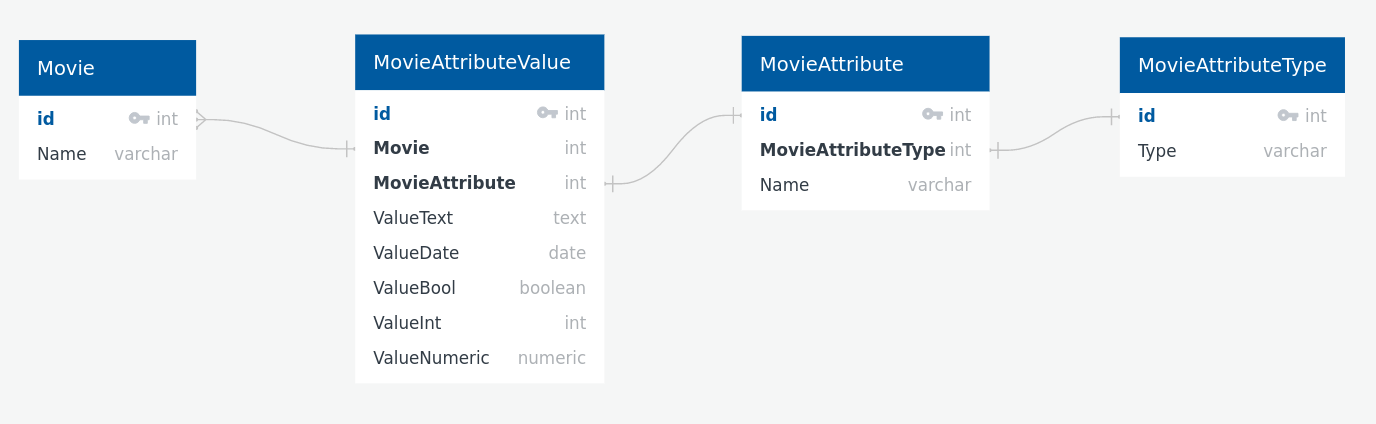 Movie
id int
Name varchar
MovieAttributeValue
id int
Movie int
MovieAttribute int
ValueText text
ValueDate date
ValueBool boolean
ValueInt int
ValueNumeric numeric
MovieAttribute
id int
MovieAttributeType int
Name varchar
MovieAttributeType
id int
Type varchar